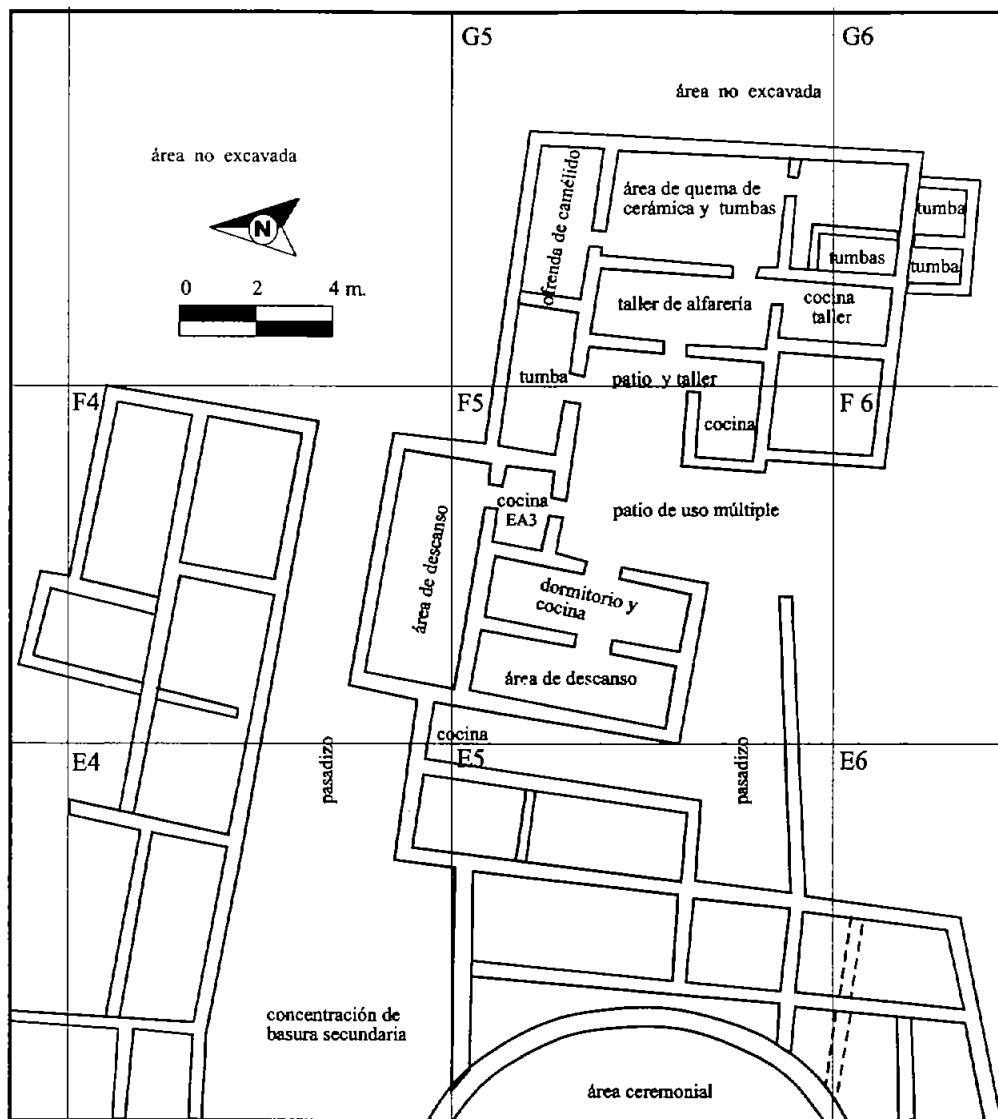 G5
G6
área no excavada
área no excavada
N
0 2 4 m.
ofrenda de camélido
área de quema de
cerámica y tumbas
tumba
tumbas
tumba
taller de alfarería
cocina
taller
tumba
patio y taller
F4
F5
F 6
cocina
área de descanso
cocina
EA3
patio de uso múltiple
dormitorio y
cocina
área de descanso
cocina
E4
pasadizo
E5
pasadizo
E6
concentración de
basura secundaria
área ceremonial